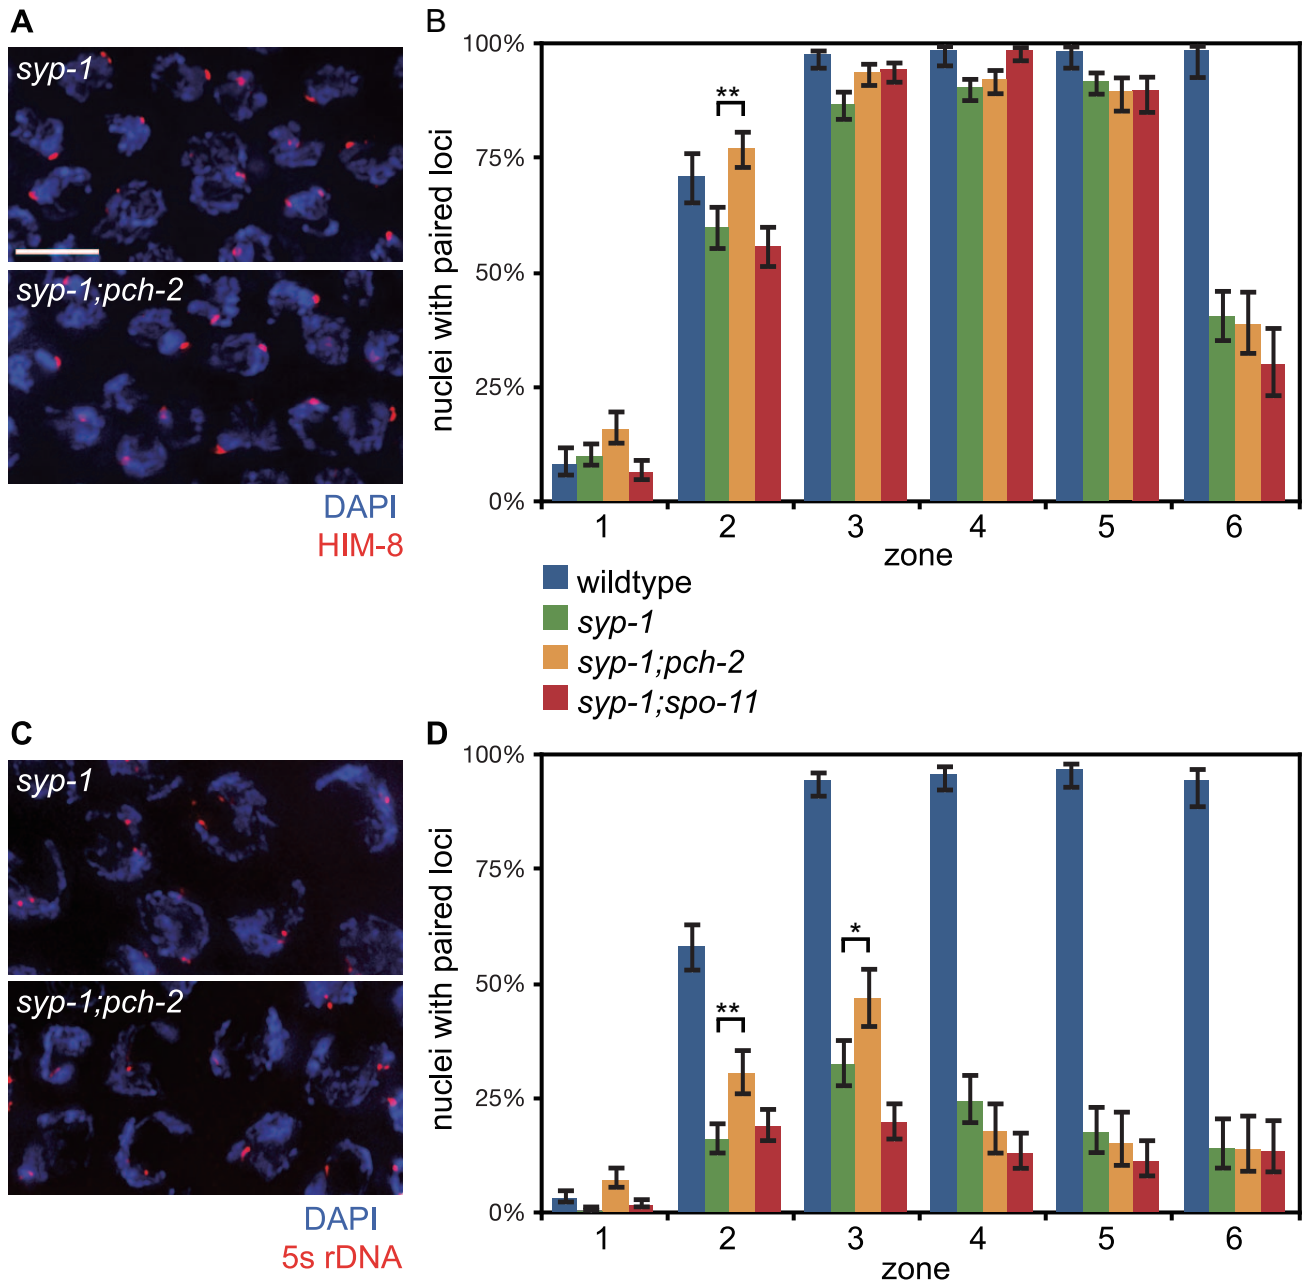 A
syp-1
syp-1;pch-2
DAPI
HIM-8
B
100%
75%
50%
25%
0%
nuclei with paired loci
**
1 2 3 4 5 6
zone
wildtype
syp-1
syp-1;pch-2
syp-1;spo-11
C
syp-1
syp-1;pch-2
DAPI
5s rDNA
D
100%
75%
50%
25%
0%
nuclei with paired loci
**
*
1 2 3 4 5 6
zone